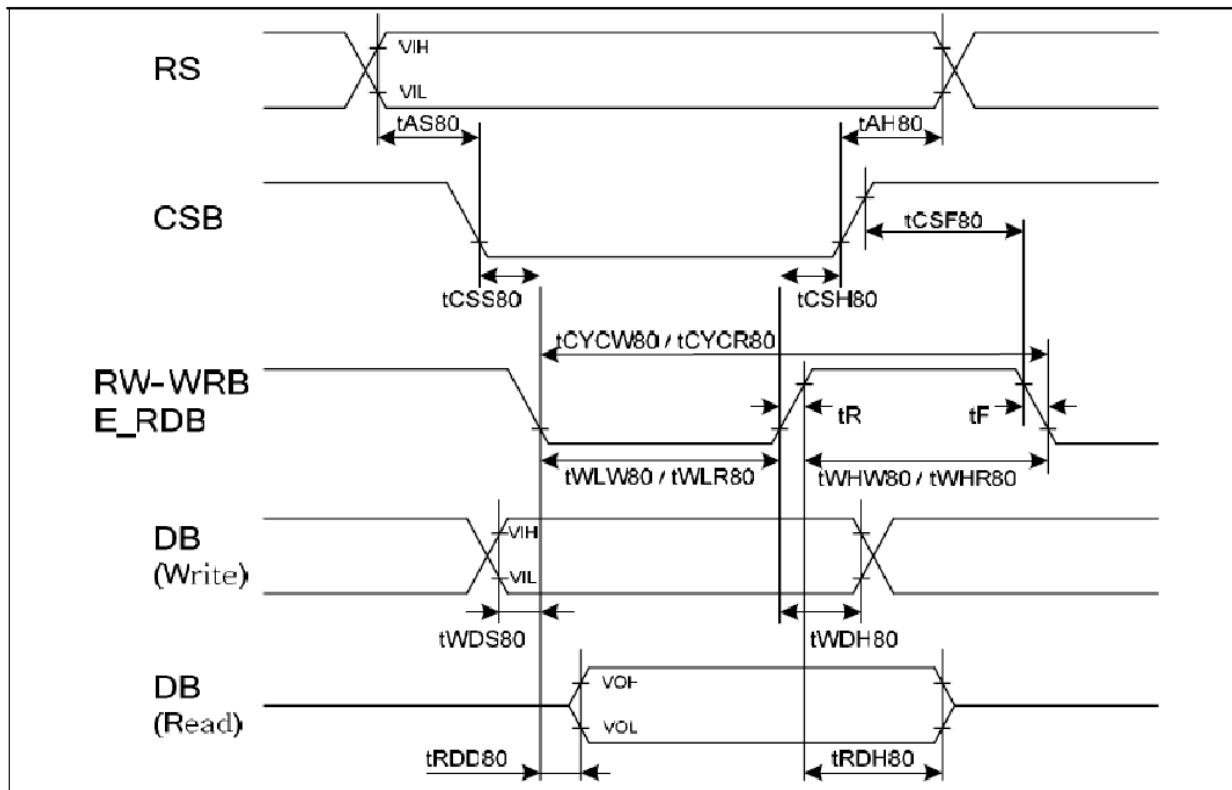 RS
VIH
VIL
tAS80
tAH80
CSB
tCSF80
tCSS80
tCSH80
tCYCW80 / tCYCR80
RW-WRB
E_RDB
tR
tF
tWLW80 / tWLR80
tWHW80 / tWHR80
DB
(Write)
VIH
VIL
tWDS80
tWDH80
DB
(Read)
VOH
VOL
tRDD80
tRDH80